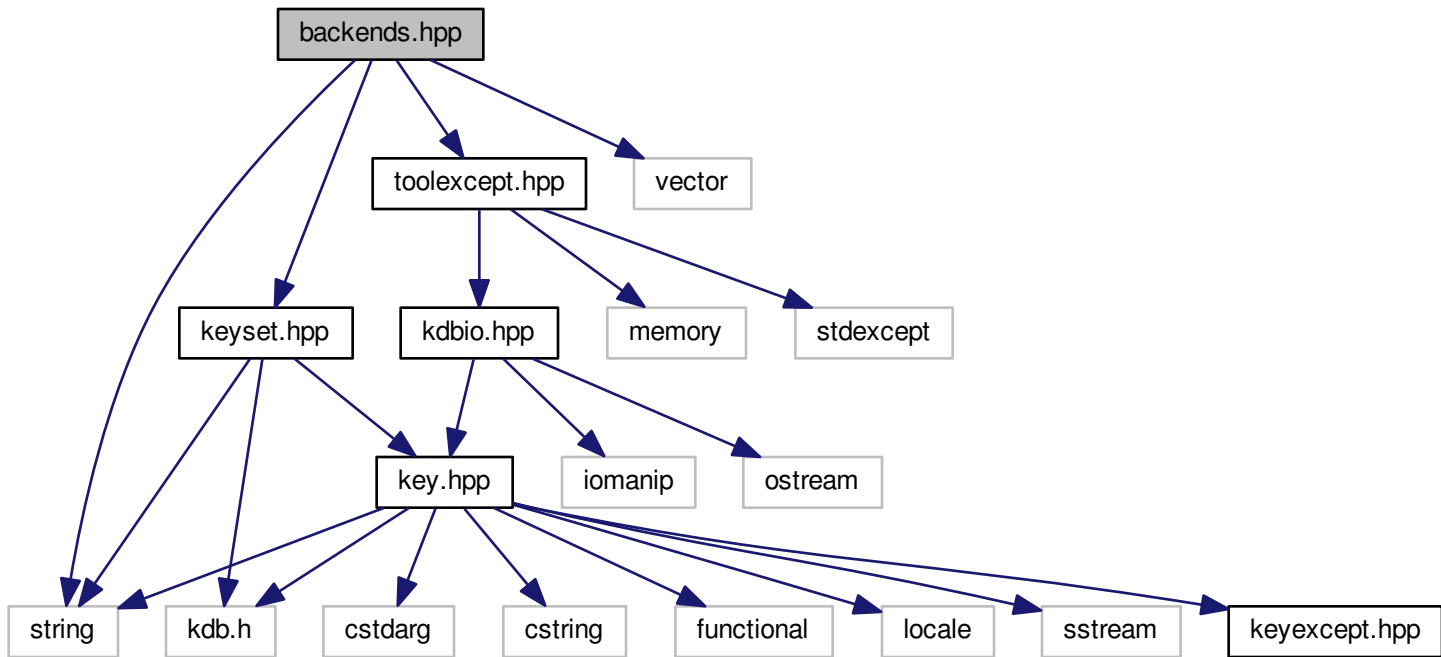 backends.hpp
toolexcept.hpp
vector
keyset.hpp
kdbio.hpp
memory
stdexcept
key.hpp
iomanip
ostream
string
kdb.h
cstdarg
cstring
functional
locale
sstream
keyexcept.hpp